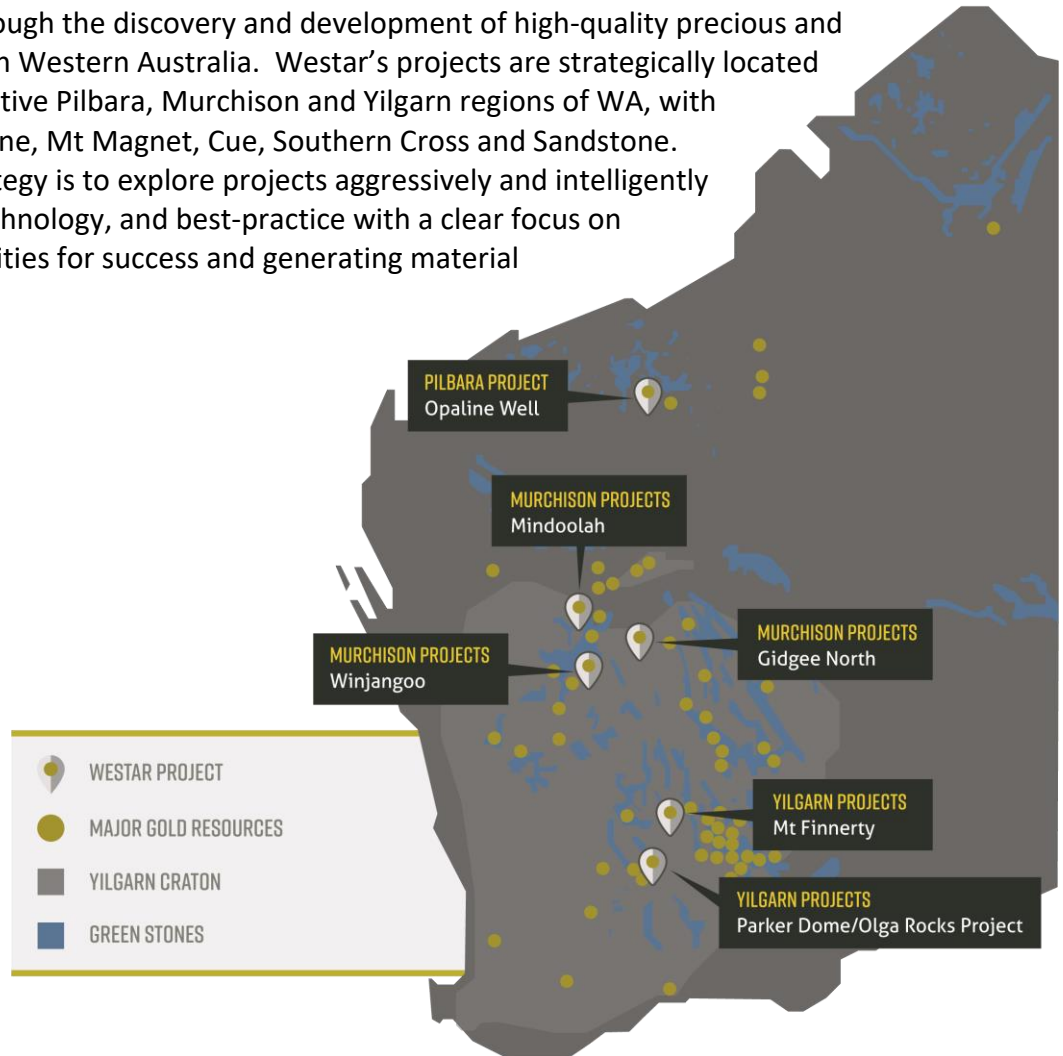 ough the discovery and development of high-quality precious and
n Western Australia. Westar's projects are strategically located
tive Pilbara, Murchison and Yilgarn regions of WA, with
ne, Mt Magnet, Cue, Southern Cross and Sandstone.
tegy is to explore projects aggressively and intelligently
hnology, and best-practice with a clear focus on
ities for success and generating material
PILBARA PROJECT
Opaline Well
MURCHISON PROJECTS
Mindoolah
MURCHISON PROJECTS
Gidgee North
MURCHISON PROJECTS
Winjangoo
WESTAR PROJECT
MAJOR GOLD RESOURCES
YILGARN CRATON
GREEN STONES
YILGARN PROJECTS
Mt Finnerty
YILGARN PROJECTS
Parker Dome/Olga Rocks Project